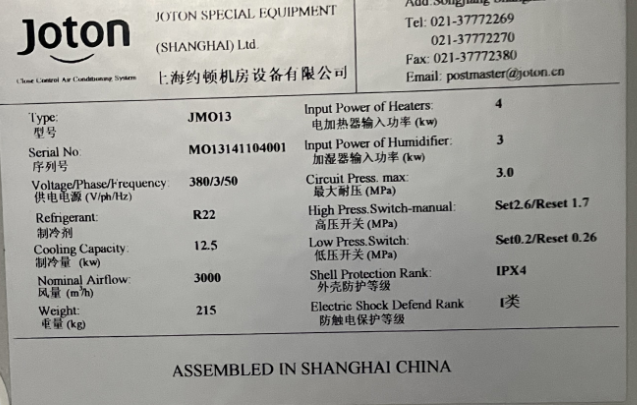 Joton
Close Control Air Conditioning System
JOTON SPECIAL EQUIPMENT
(SHANGHAI) Ltd.
上海约顿机房设备有限公司
Tel: 021-37772269
021-37772270
Fax: 021-37772380
Email: postmaster@joton.cn
Type: JMO13
型号
Serial No. MO13141104001
序列号
Voltage/Phase/Frequency: 380/3/50
供电电源 (V/ph/Hz)
Refrigerant: R22
制冷剂
Cooling Capacity: 12.5
制冷量 (kw)
Nominal Airflow: 3000
风量 (m³/h)
Weight: 215
重量 (kg)
Input Power of Heaters: 4
电加热器输入功率 (kw)
Input Power of Humidifier: 3
加湿器输入功率 (kw)
Circuit Press. max: 3.0
最大耐压 (MPa)
High Press.Switch-manual: Set2.6/Reset 1.7
高压开关 (MPa)
Low Press.Switch: Set0.2/Reset 0.26
低压开关 (MPa)
Shell Protection Rank: IPX4
外壳防护等级
Electric Shock Defend Rank I类
防触电保护等级
ASSEMBLED IN SHANGHAI CHINA